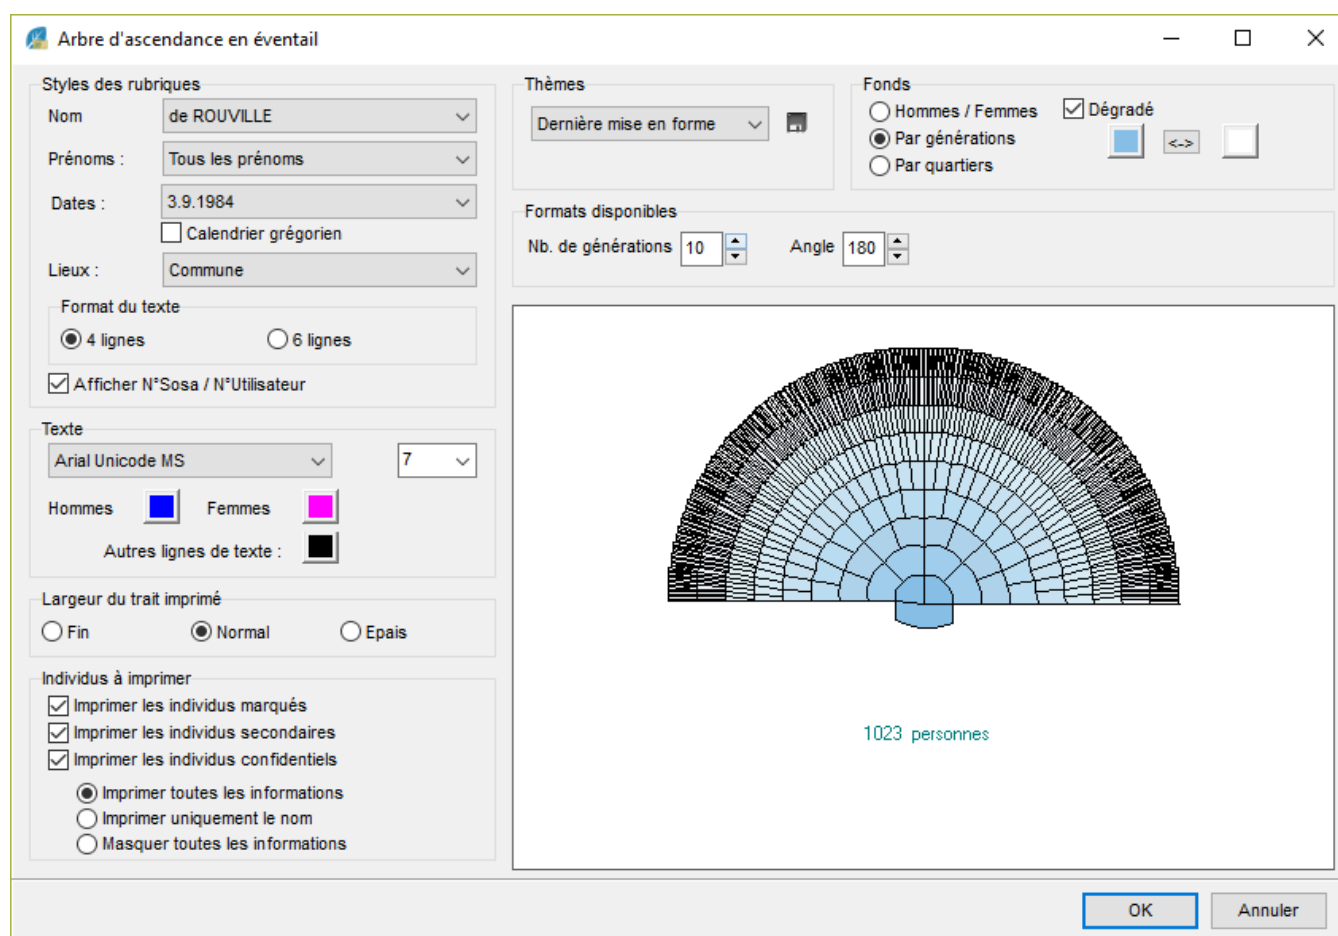 Arbre d'ascendance en éventail
Styles des rubriques
Nom
de ROUVILLE
Prénoms :
Tous les prénoms
Dates :
3.9.1984
Calendrier grégorien
Lieux :
Commune
Format du texte
4 lignes
6 lignes
Afficher N°Sosa / N°Utilisateur
Texte
Arial Unicode MS
7
Hommes
Femmes
Autres lignes de texte :
Largeur du trait imprimé
Fin
Normal
Epais
Individus à imprimer
Imprimer les individus marqués
Imprimer les individus secondaires
Imprimer les individus confidentiels
Imprimer toutes les informations
Imprimer uniquement le nom
Masquer toutes les informations
Thèmes
Dernière mise en forme
Fonds
Hommes / Femmes
Dégradé
Par générations
<->
Par quartiers
Formats disponibles
Nb. de générations
10
Angle
180
1023 personnes
OK
Annuler